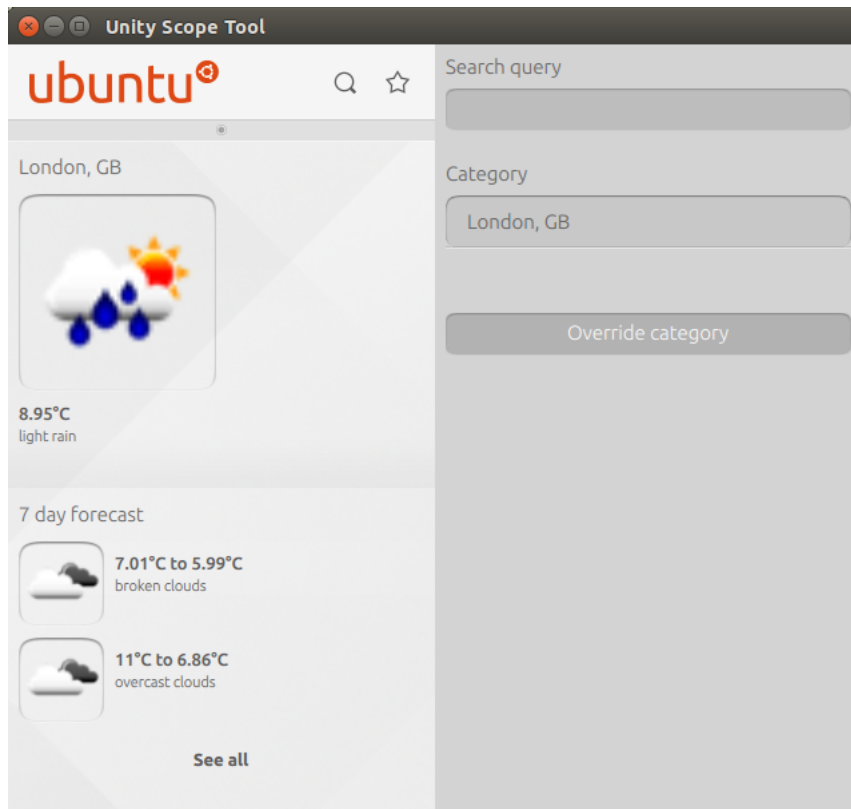 Unity Scope Tool
ubuntu
London, GB
8.95°C
light rain
7 day forecast
7.01°C to 5.99°C
broken clouds
11°C to 6.86°C
overcast clouds
See all
Search query
Category
London, GB
Override category